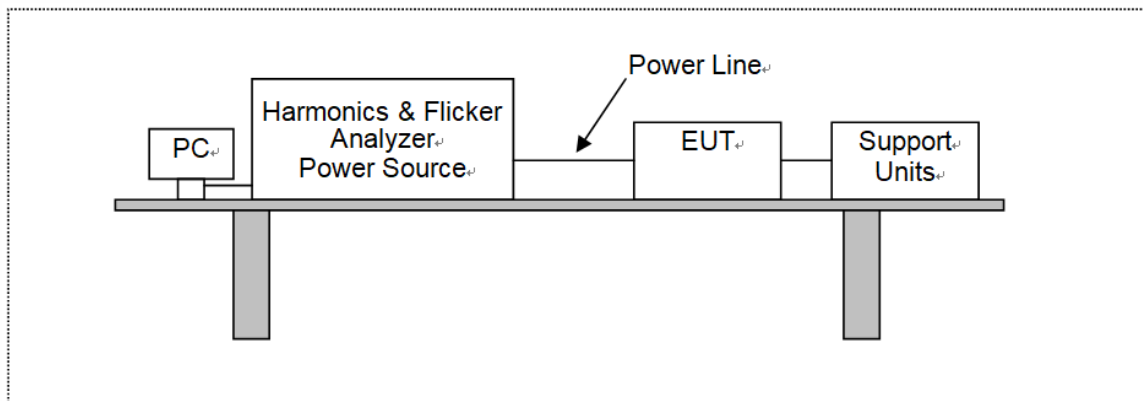 Power Line
Harmonics & Flicker
Analyzer
Power Source
PC
EUT
Support
Units